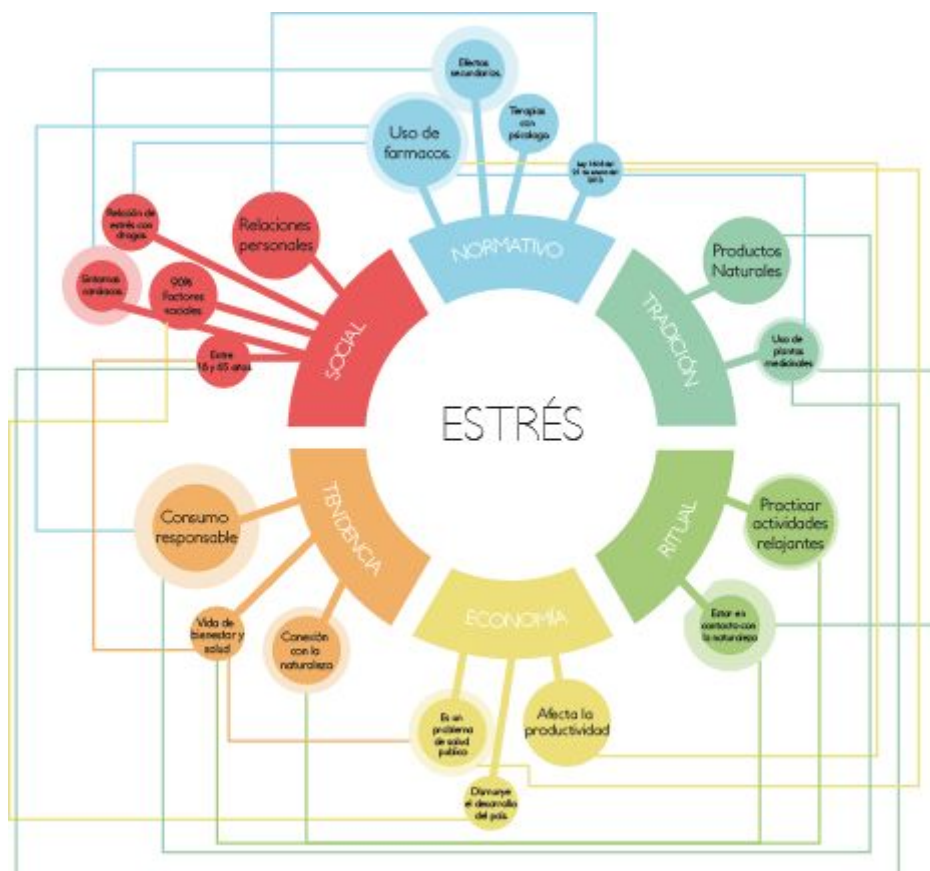 Efectos
secundarios.
Uso de
farmacos.
Terapias
con
psicologo.
NORMATIVO
Relación de
estrés con
drogas.
Relaciones
personales
Síntomas
cardiacos.
90%
Factores
sociales
Entre
16 y 65 años
SOCIAL
Productos
Naturales
Uso de
plantas
medicinales
TRADICIÓN
ESTRÉS
Consumo
responsable
Vida de
bienestar y
salud
Conexión
con la
naturaleza
TENDENCIA
Practicar
actividades
relajantes
Estar en
contacto con
la naturaleza
RITUAL
ECONOMÍA
Es un
problema
de salud
publico
Afecta la
productividad
Disminuye
el desarrollo
del país.